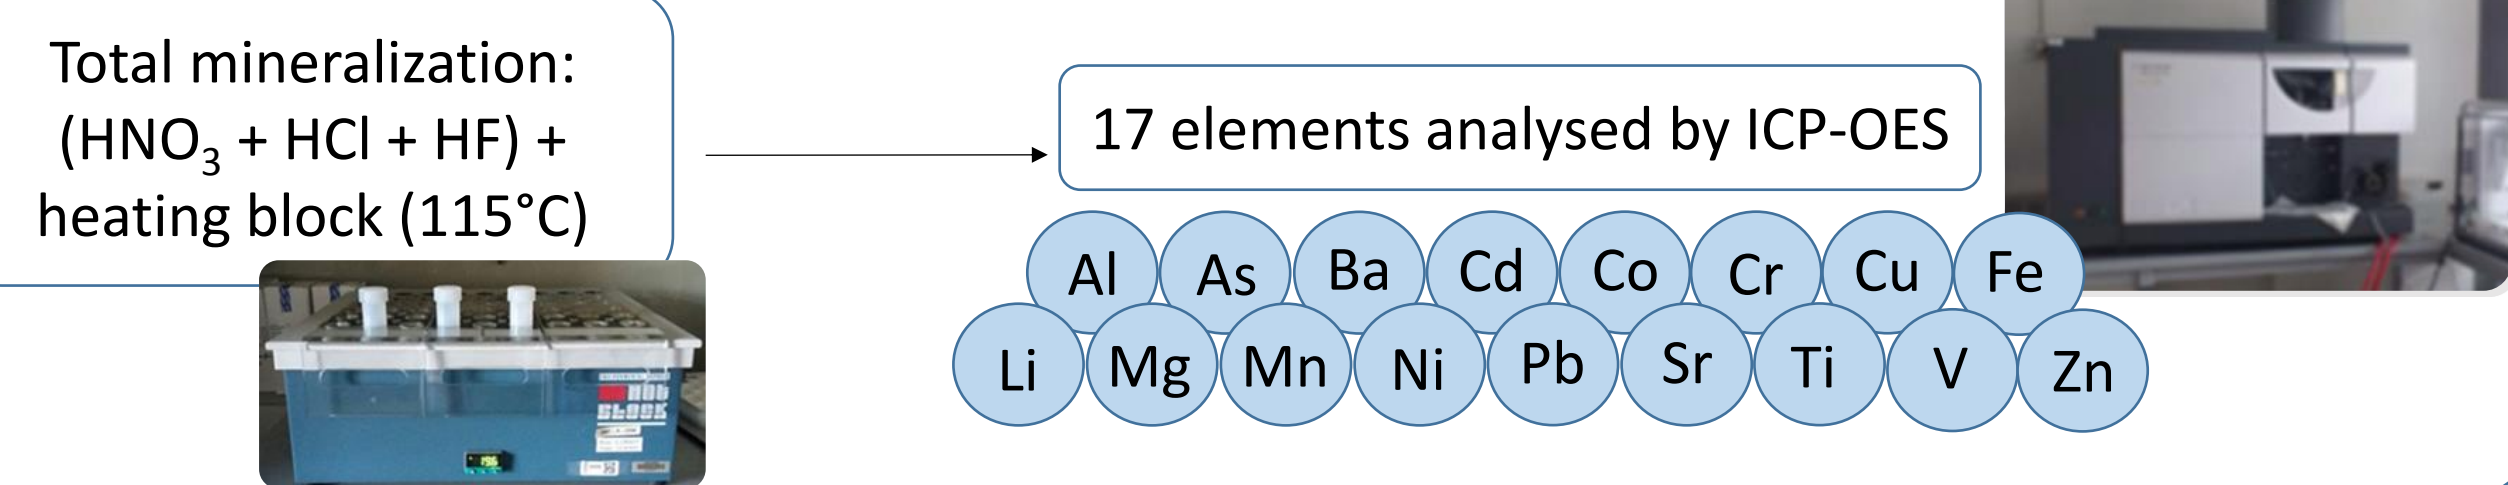 Total mineralization:
(HNO₃ + HCl + HF) +
heating block (115°C)
17 elements analysed by ICP-OES
Al As Ba Cd Co Cr Cu Fe
Li Mg Mn Ni Pb Sr Ti V Zn